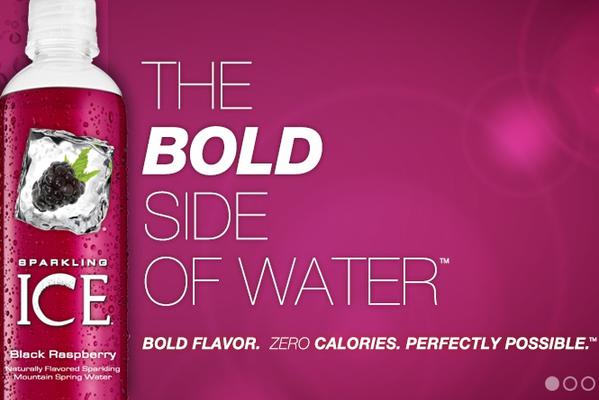 THE
BOLD
SIDE
OF WATER™
BOLD FLAVOR. ZERO CALORIES. PERFECTLY POSSIBLE.™
SPARKLING
ICE
Black Raspberry
Naturally Flavored Sparkling
Mountain Spring Water